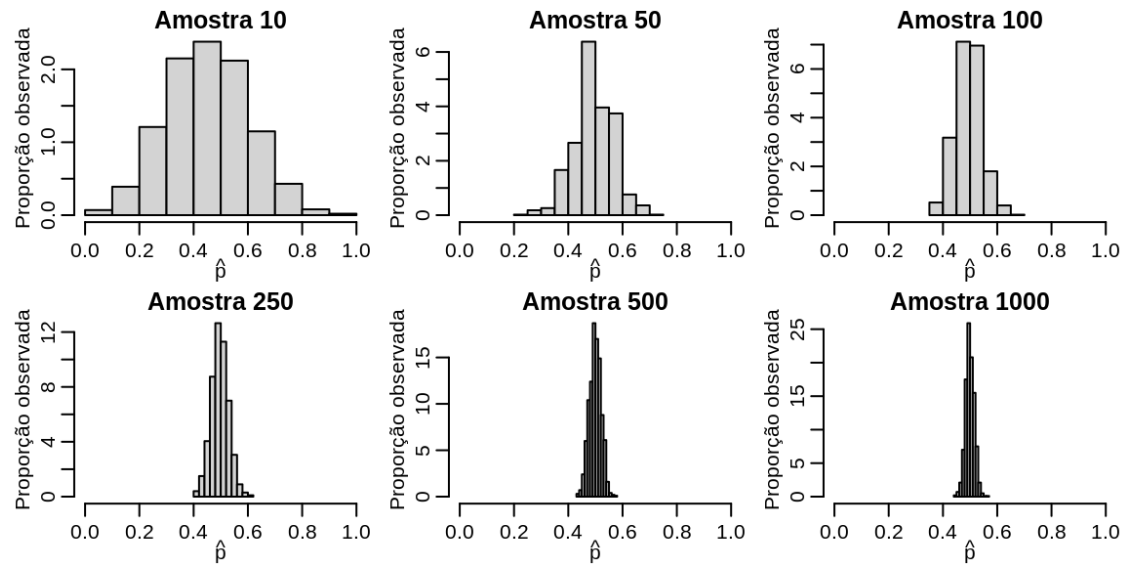 Amostra 10
Proporção observada
0.0
1.0
2.0
0.0 0.2 0.4 0.6 0.8 1.0
p̂
Amostra 50
Proporção observada
0
2
4
6
0.0 0.2 0.4 0.6 0.8 1.0
p̂
Amostra 100
Proporção observada
0
2
4
6
0.0 0.2 0.4 0.6 0.8 1.0
p̂
Amostra 250
Proporção observada
0
4
8
12
0.0 0.2 0.4 0.6 0.8 1.0
p̂
Amostra 500
Proporção observada
0
5
10
15
0.0 0.2 0.4 0.6 0.8 1.0
p̂
Amostra 1000
Proporção observada
0
5
15
25
0.0 0.2 0.4 0.6 0.8 1.0
p̂